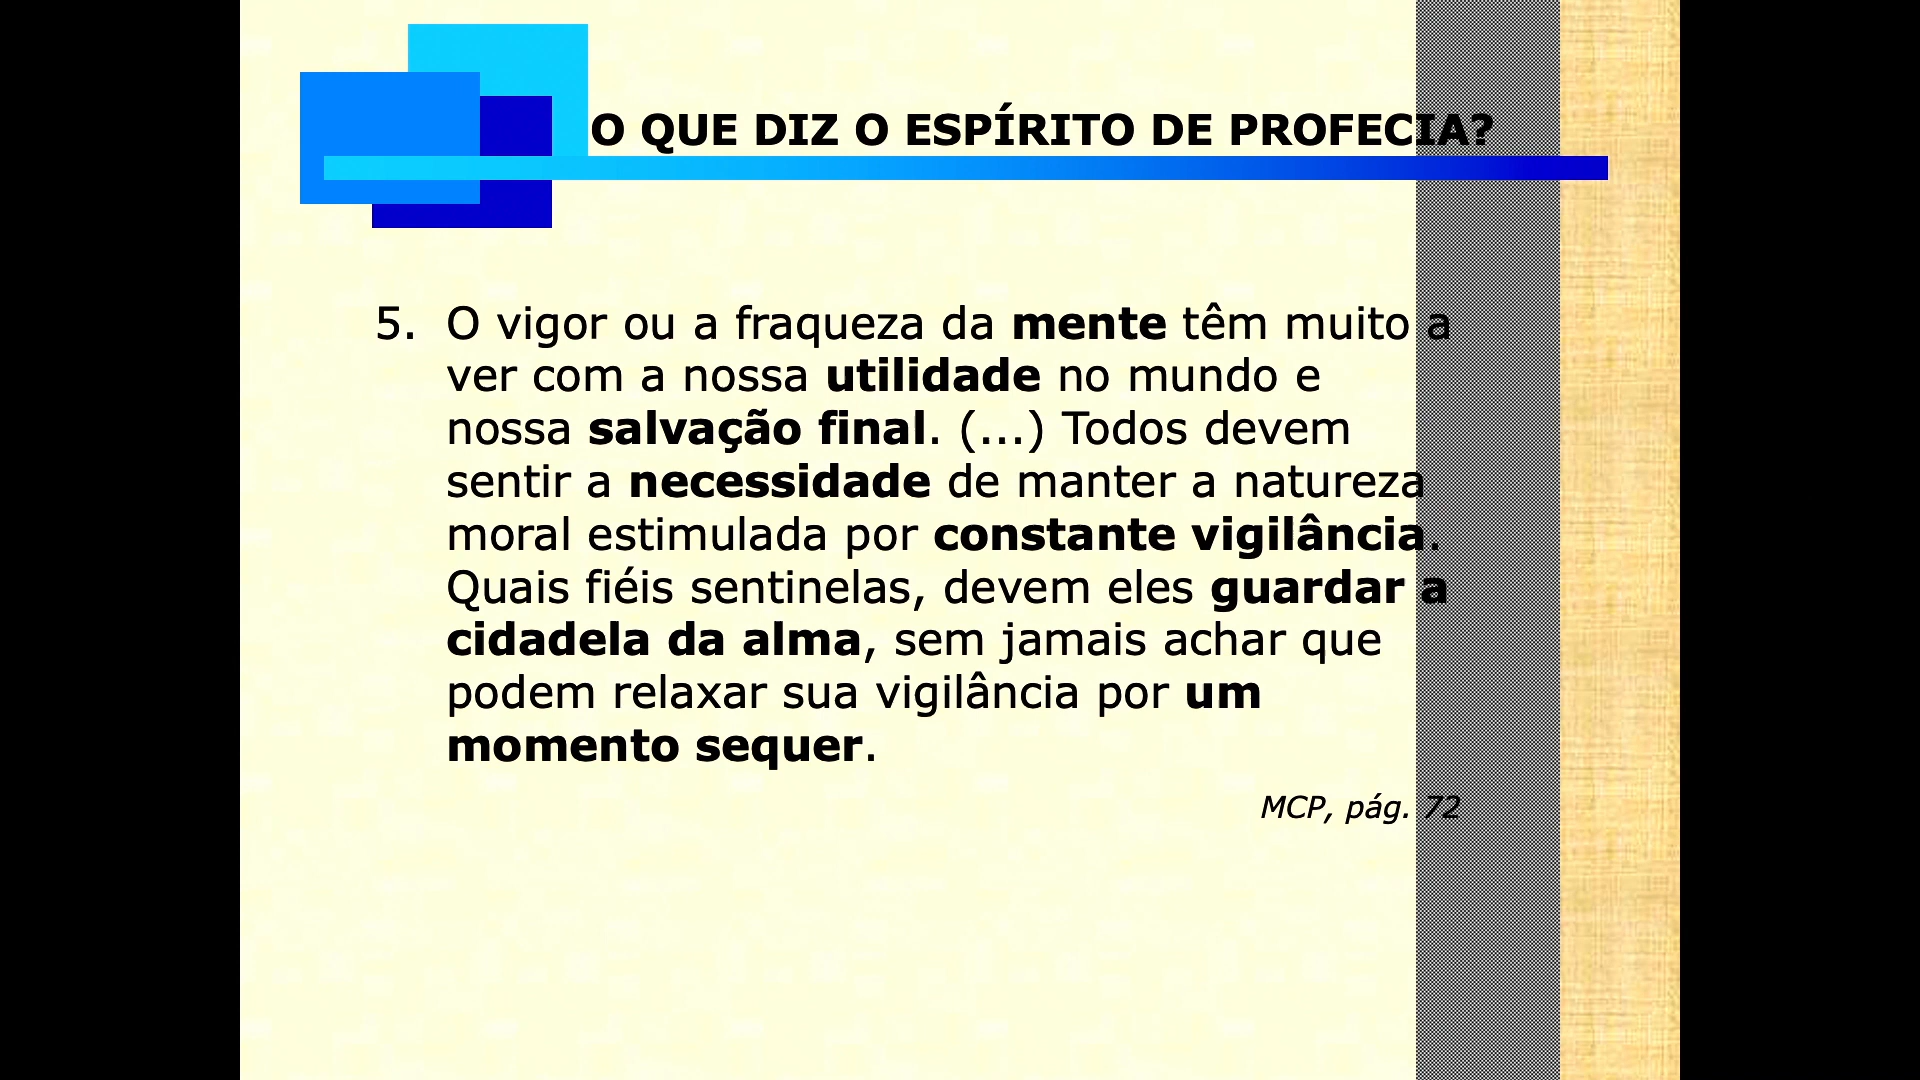 O QUE DIZ O ESPÍRITO DE PROFECIA?
5. O vigor ou a fraqueza da mente têm muito a
ver com a nossa utilidade no mundo e
nossa salvação final. (...) Todos devem
sentir a necessidade de manter a natureza
moral estimulada por constante vigilância.
Quais fiéis sentinelas, devem eles guardar a
cidadela da alma, sem jamais achar que
podem relaxar sua vigilância por um
momento sequer.
MCP, pág. 72